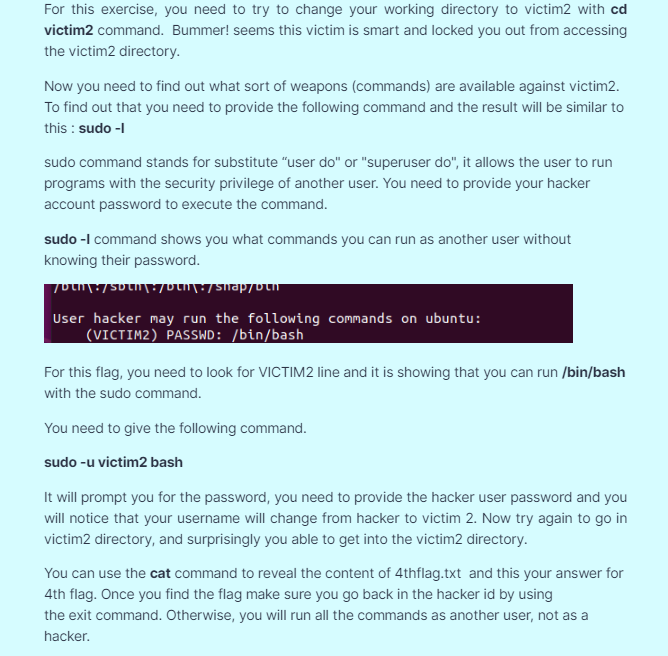 For this exercise, you need to try to change your working directory to victim2 with cd
victim2 command.  Bummer! seems this victim is smart and locked you out from accessing
the victim2 directory.
Now you need to find out what sort of weapons (commands) are available against victim2.
To find out that you need to provide the following command and the result will be similar to
this : sudo -l
sudo command stands for substitute “user do" or "superuser do", it allows the user to run
programs with the security privilege of another user. You need to provide your hacker
account password to execute the command.
sudo -l command shows you what commands you can run as another user without
knowing their password.
/bin\:/sbin\:/bin\:/snap/bin
User hacker may run the following commands on ubuntu:
(VICTIM2) PASSWD: /bin/bash
For this flag, you need to look for VICTIM2 line and it is showing that you can run /bin/bash
with the sudo command.
You need to give the following command.
sudo -u victim2 bash
It will prompt you for the password, you need to provide the hacker user password and you
will notice that your username will change from hacker to victim 2. Now try again to go in
victim2 directory, and surprisingly you able to get into the victim2 directory.
You can use the cat command to reveal the content of 4thflag.txt  and this your answer for
4th flag. Once you find the flag make sure you go back in the hacker id by using
the exit command. Otherwise, you will run all the commands as another user, not as a
hacker.